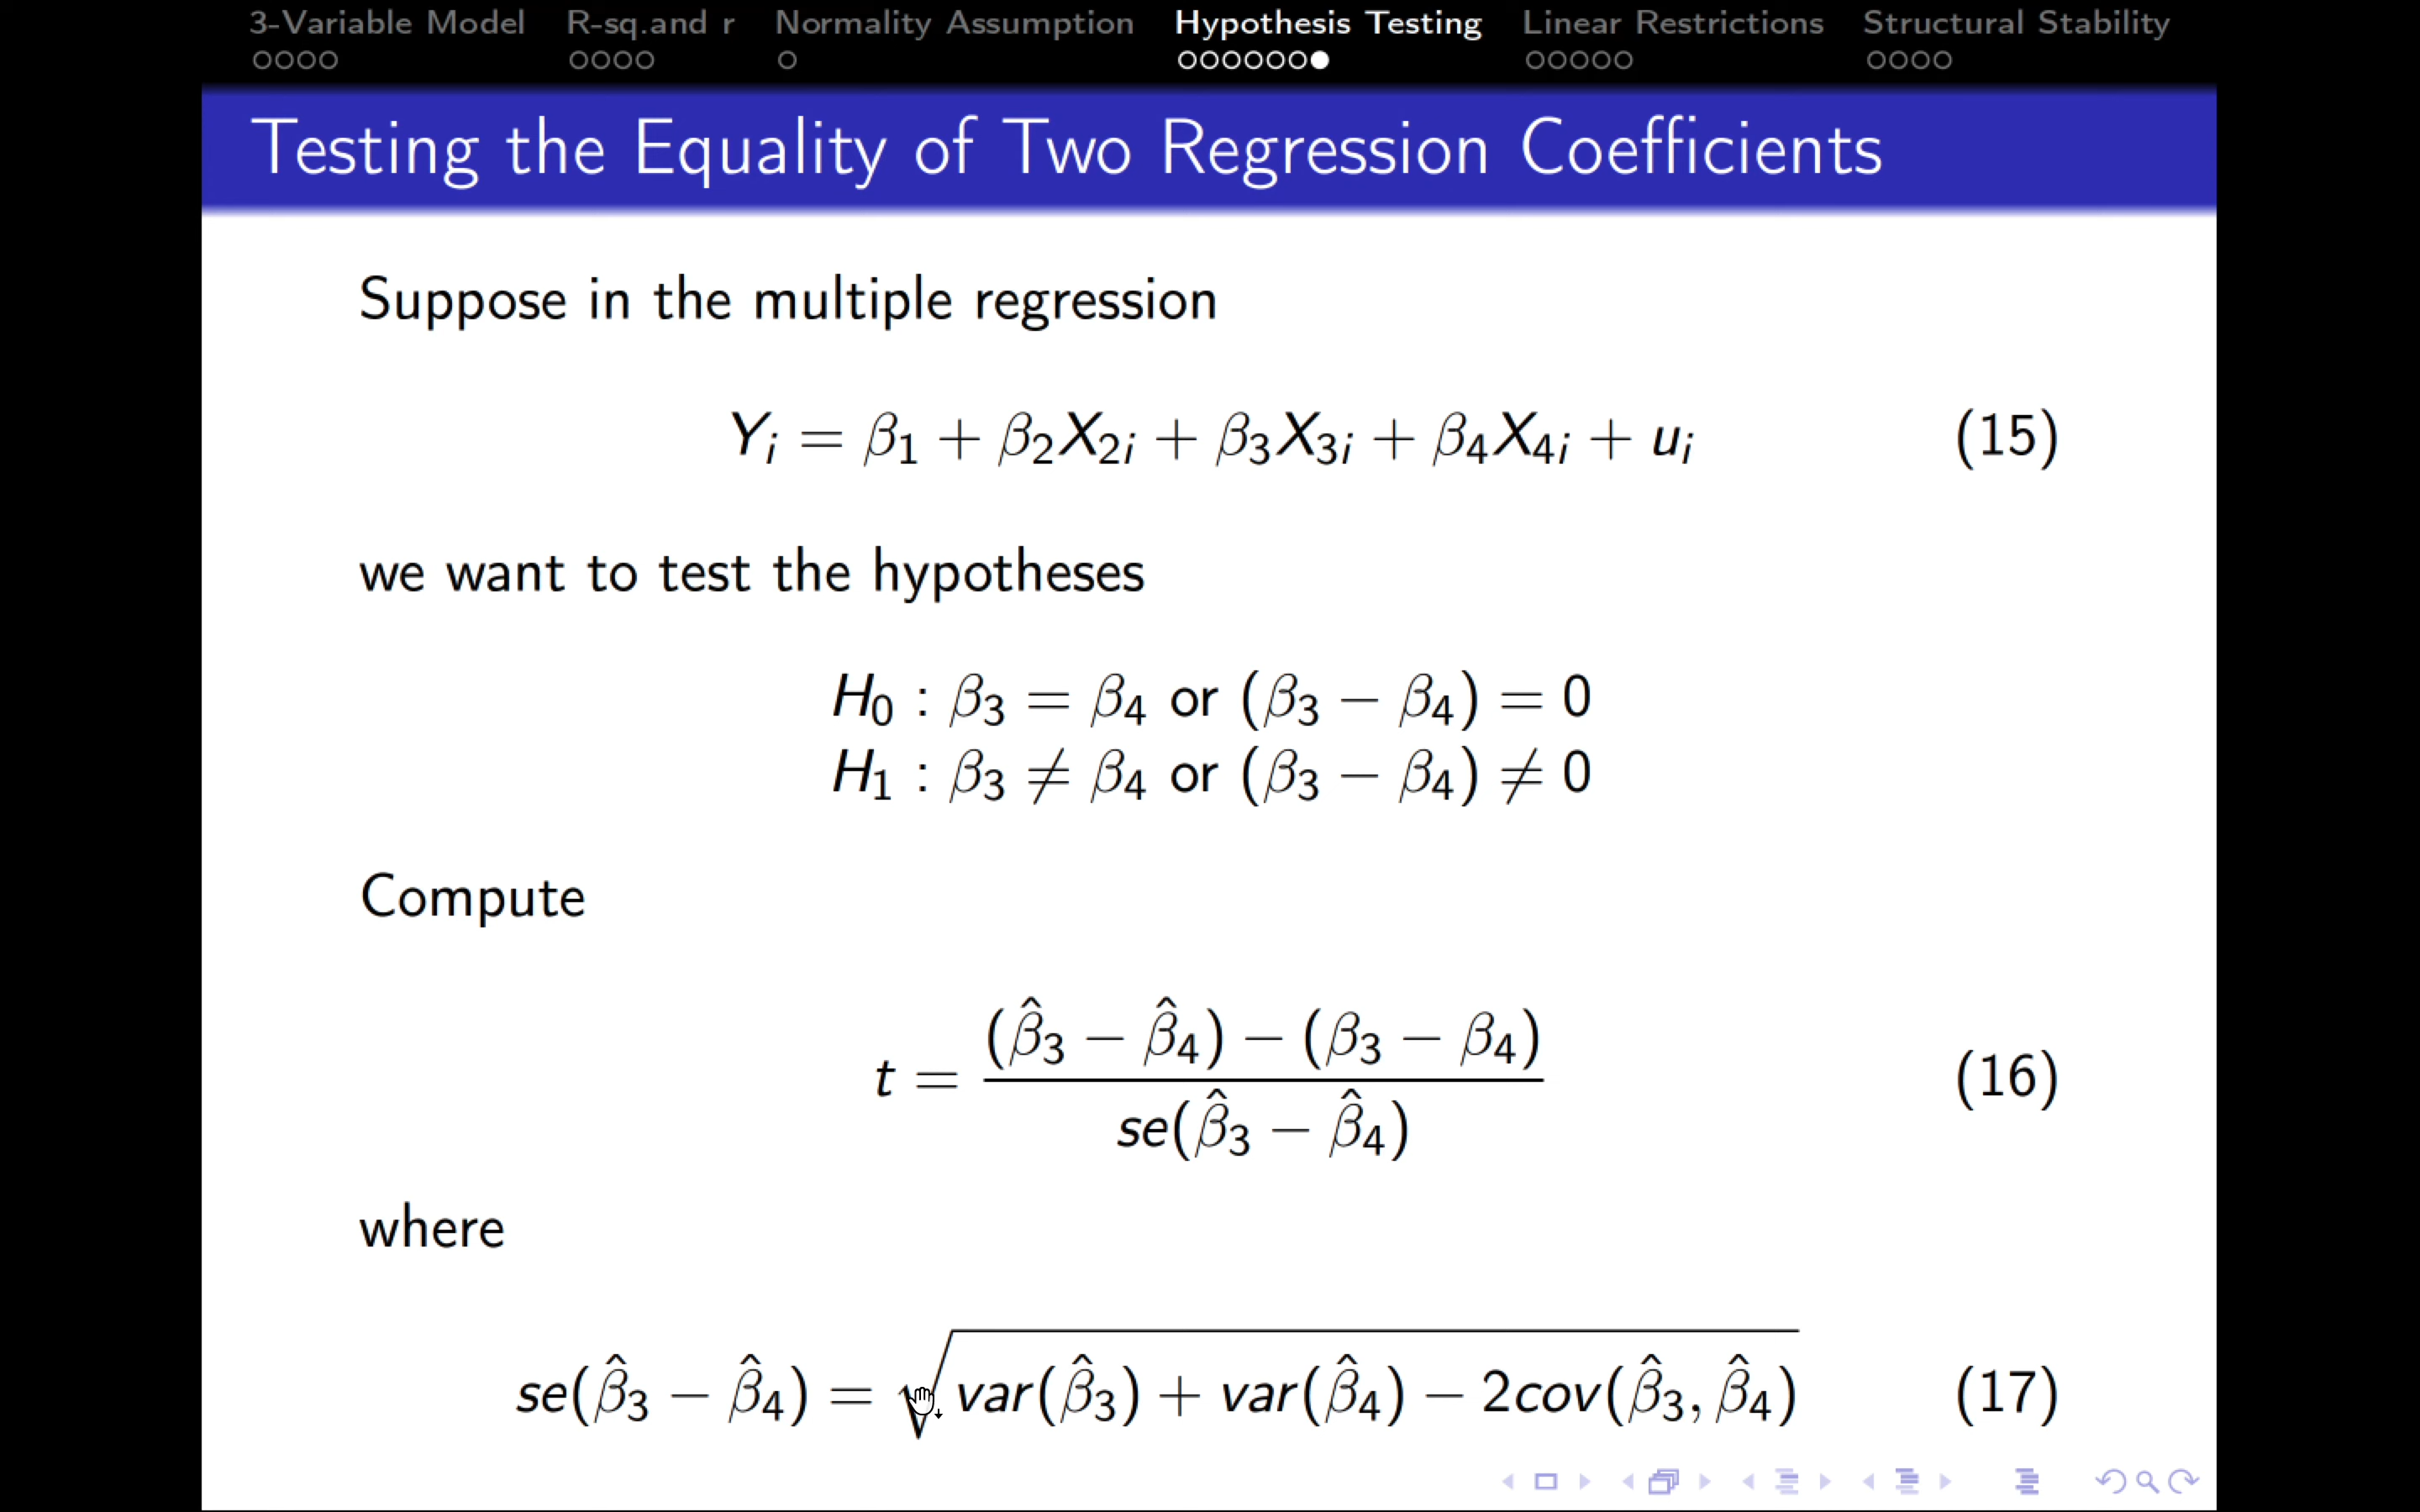 3-Variable Model R-sq.and r Normality Assumption Hypothesis Testing Linear Restrictions Structural Stability
Testing the Equality of Two Regression Coefficients
Suppose in the multiple regression
Yᵢ = β₁ + β₂X₂ᵢ + β₃X₃ᵢ + β₄X₄ᵢ + uᵢ (15)
we want to test the hypotheses
H₀ : β₃ = β₄ or (β₃ − β₄) = 0
H₁ : β₃ ≠ β₄ or (β₃ − β₄) ≠ 0
Compute
t = ((β̂₃ − β̂₄) − (β₃ − β₄)) / se(β̂₃ − β̂₄) (16)
where
se(β̂₃ − β̂₄) = √(var(β̂₃) + var(β̂₄) − 2cov(β̂₃, β̂₄)) (17)